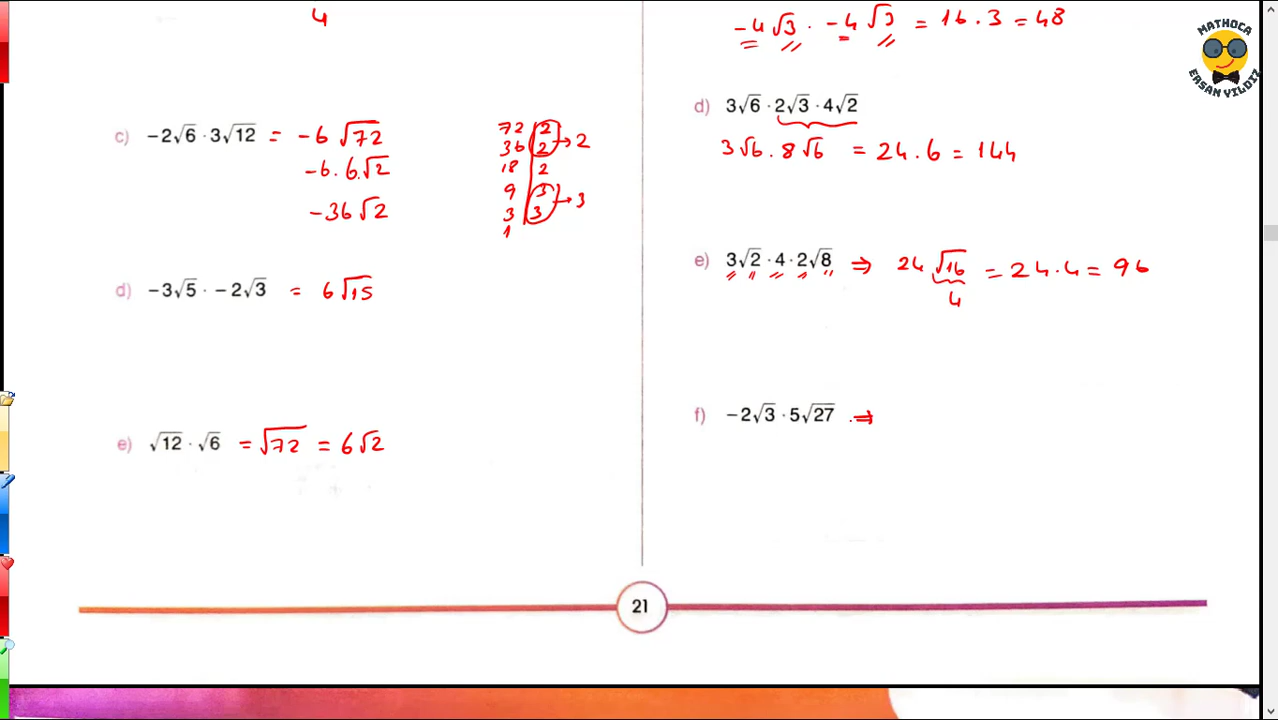 4
c) −2√6 · 3√12 = −6√72
−6.6.√2
−36√2
72 2
36 2 → 2
18 2
9 3
3 3 → 3
1
d) −3√5 · −2√3 = 6√15
e) √12 · √6 = √72 = 6√2
−4√3 · −4√3 = 16.3 = 48
d) 3√6 · 2√3 · 4√2
3√6 . 8√6 = 24.6 = 144
e) 3√2 · 4 · 2√8 ⇒ 24√16 = 24.4 = 96
4
f) −2√3 · 5√27 ⇒
21
MATHOCA
ERSAN YILDIZ